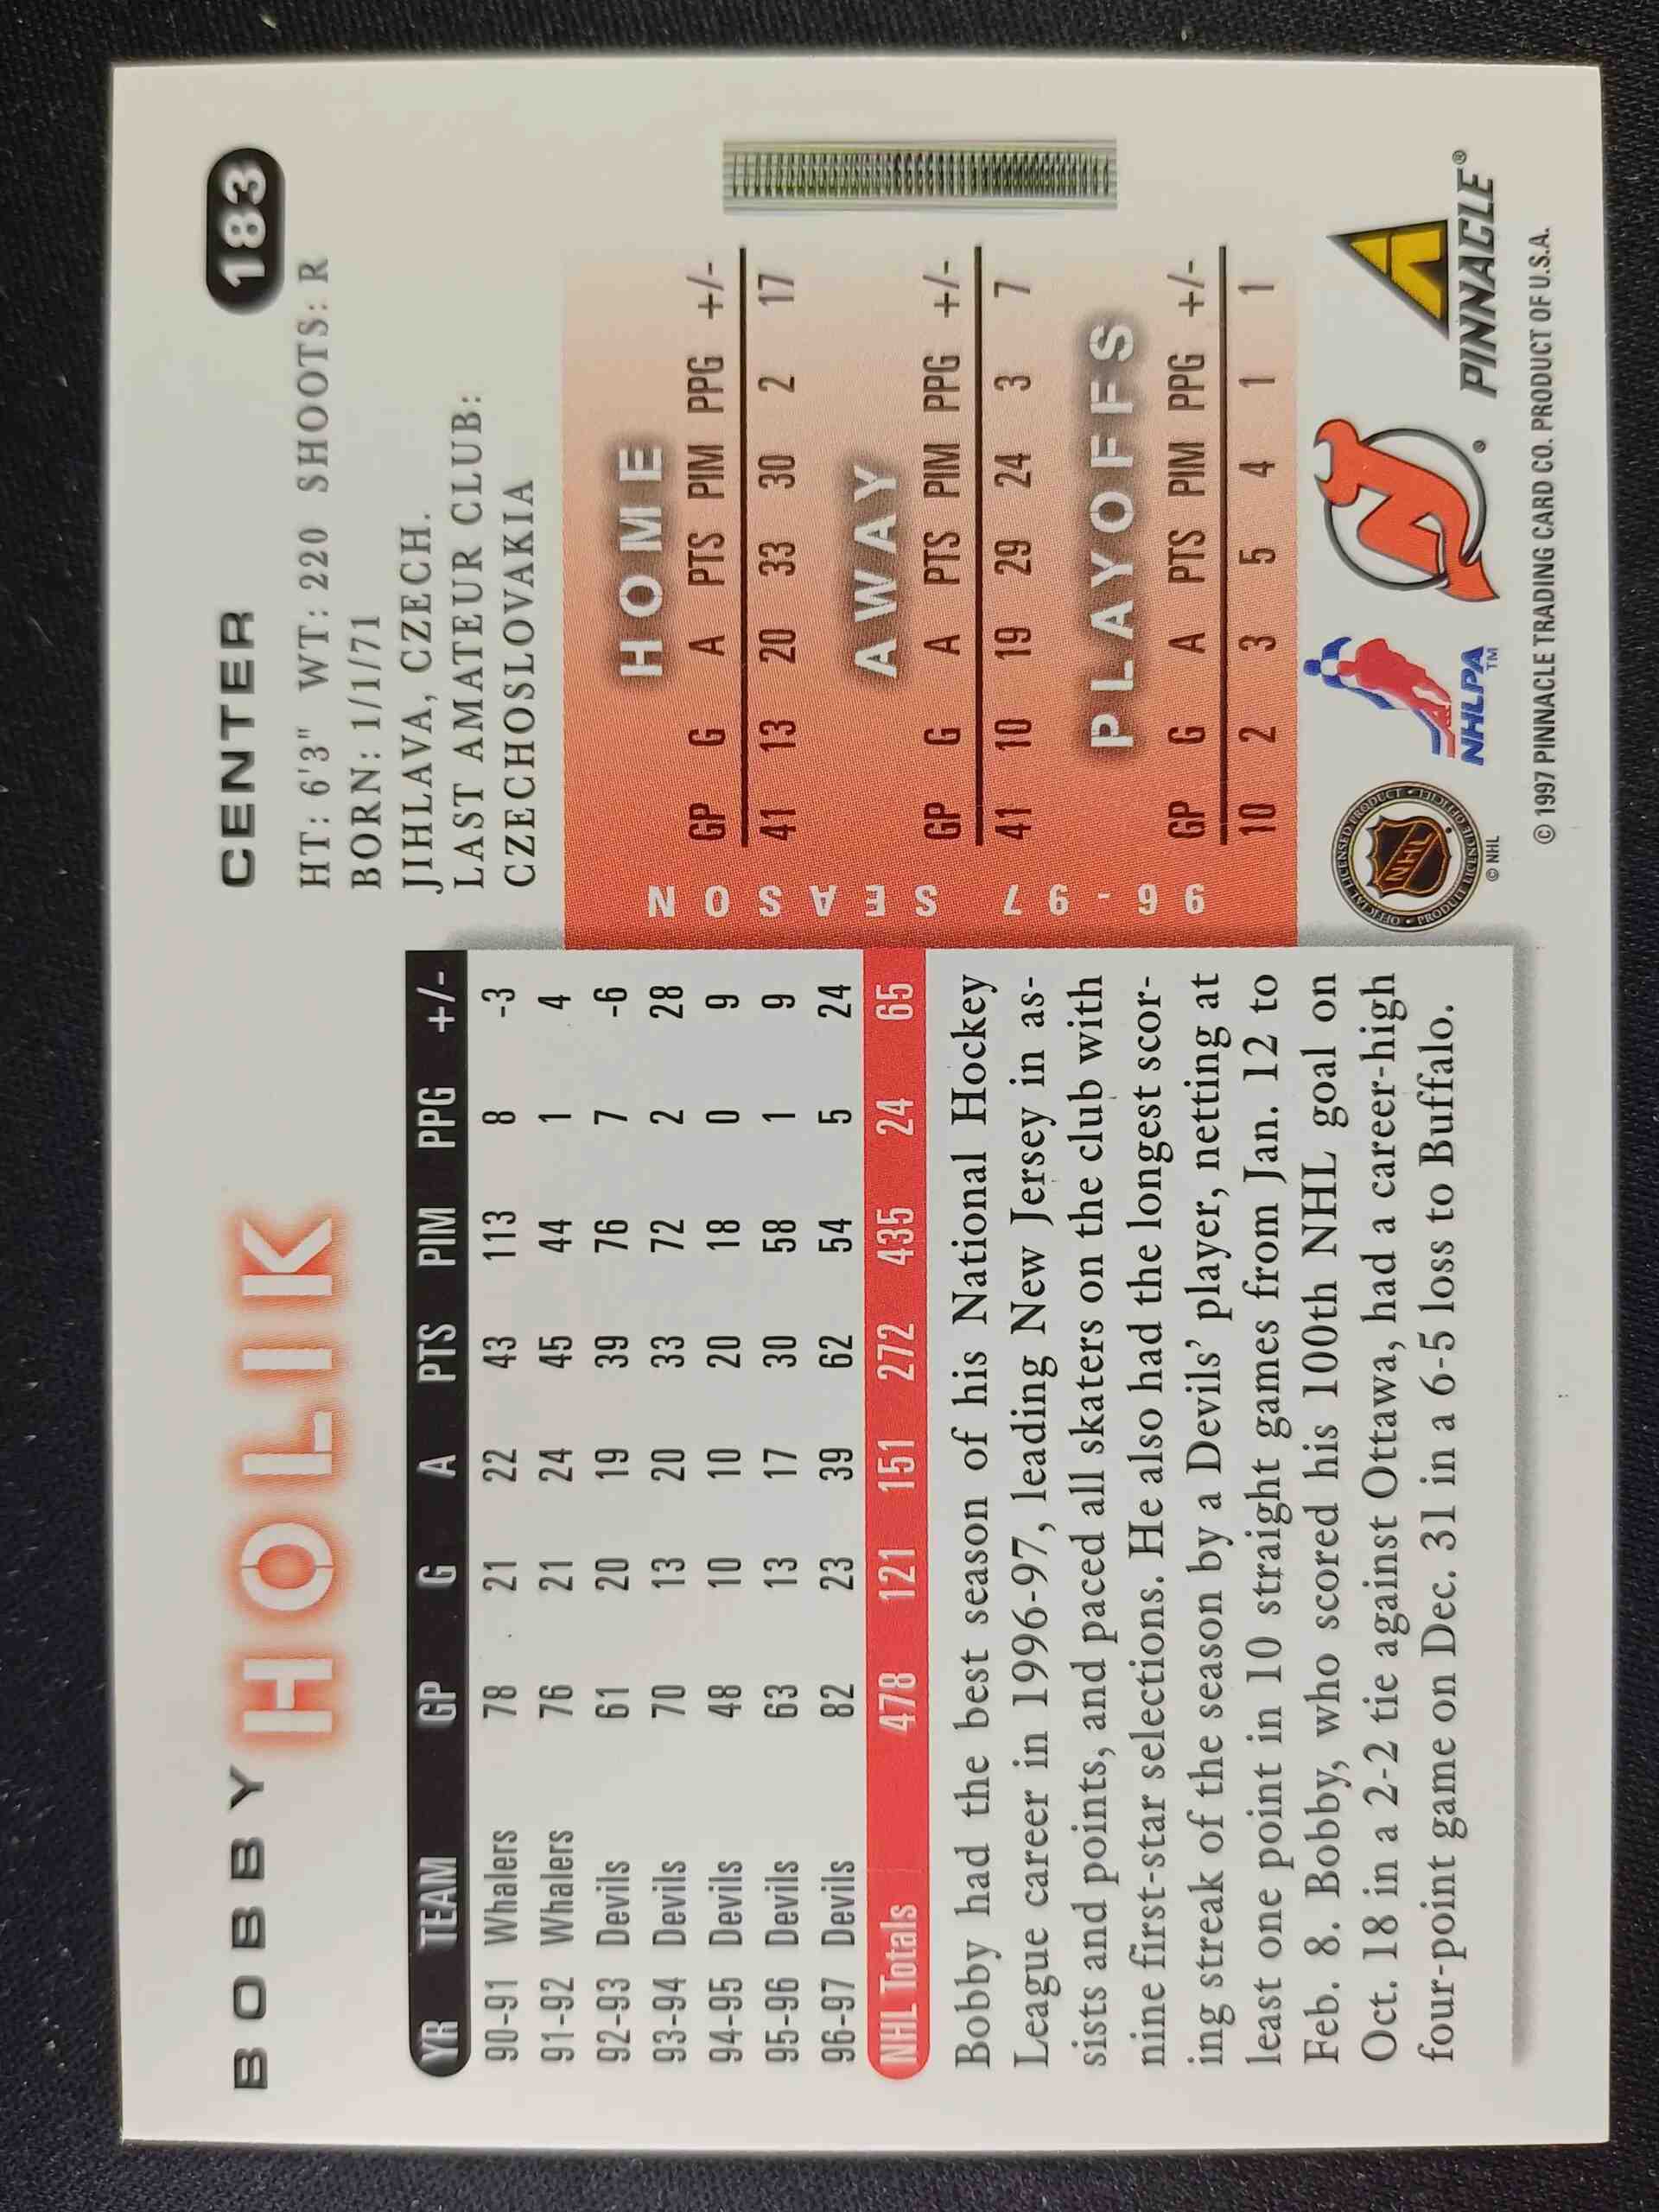 BOBBY HOLIK CENTER 183
HT: 6'3" WT: 220 SHOOTS: R
BORN: 1/1/71
JIHLAVA, CZECH.
LAST AMATEUR CLUB:
CZECHOSLOVAKIA
YR TEAM GP G A PTS PIM PPG +/-
90-91 Whalers 78 21 22 43 113 8 -3
91-92 Whalers 76 21 24 45 44 1 4
92-93 Devils 61 20 19 39 76 7 -6
93-94 Devils 70 13 20 33 72 2 28
94-95 Devils 48 10 10 20 18 0 9
95-96 Devils 63 13 17 30 58 1 9
96-97 Devils 82 23 39 62 54 5 24
NHL Totals 478 121 151 272 435 24 65
Bobby had the best season of his National Hockey
League career in 1996-97, leading New Jersey in as-
sists and points, and paced all skaters on the club with
nine first-star selections. He also had the longest scor-
ing streak of the season by a Devils' player, netting at
least one point in 10 straight games from Jan. 12 to
Feb. 8. Bobby, who scored his 100th NHL goal on
Oct. 18 in a 2-2 tie against Ottawa, had a career-high
four-point game on Dec. 31 in a 6-5 loss to Buffalo.
96-97 SEASON
HOME
GP G A PTS PIM PPG +/-
41 13 20 33 30 2 17
AWAY
GP G A PTS PIM PPG +/-
41 10 19 29 24 3 7
PLAYOFFS
GP G A PTS PIM PPG +/-
10 2 3 5 4 1 1
OFFICIAL LICENSED PRODUCT • PRODUIT LICENCIÉ OFFICIEL •
NHL
© NHL
NHLPA™
PINNACLE®
© 1997 PINNACLE TRADING CARD CO. PRODUCT OF U.S.A.